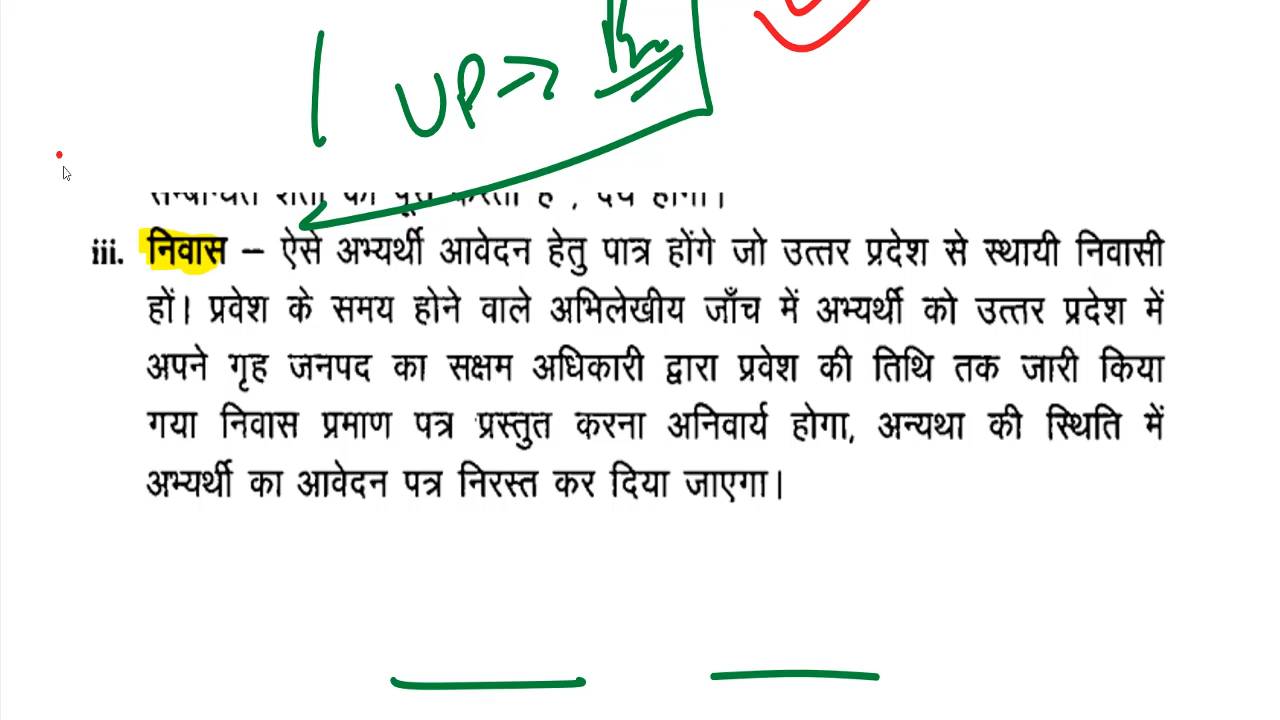 UP
iii. निवास – ऐसे अभ्यर्थी आवेदन हेतु पात्र होंगे जो उत्तर प्रदेश से स्थायी निवासी
हों। प्रवेश के समय होने वाले अभिलेखीय जाँच में अभ्यर्थी को उत्तर प्रदेश में
अपने गृह जनपद का सक्षम अधिकारी द्वारा प्रवेश की तिथि तक जारी किया
गया निवास प्रमाण पत्र प्रस्तुत करना अनिवार्य होगा, अन्यथा की स्थिति में
अभ्यर्थी का आवेदन पत्र निरस्त कर दिया जाएगा।